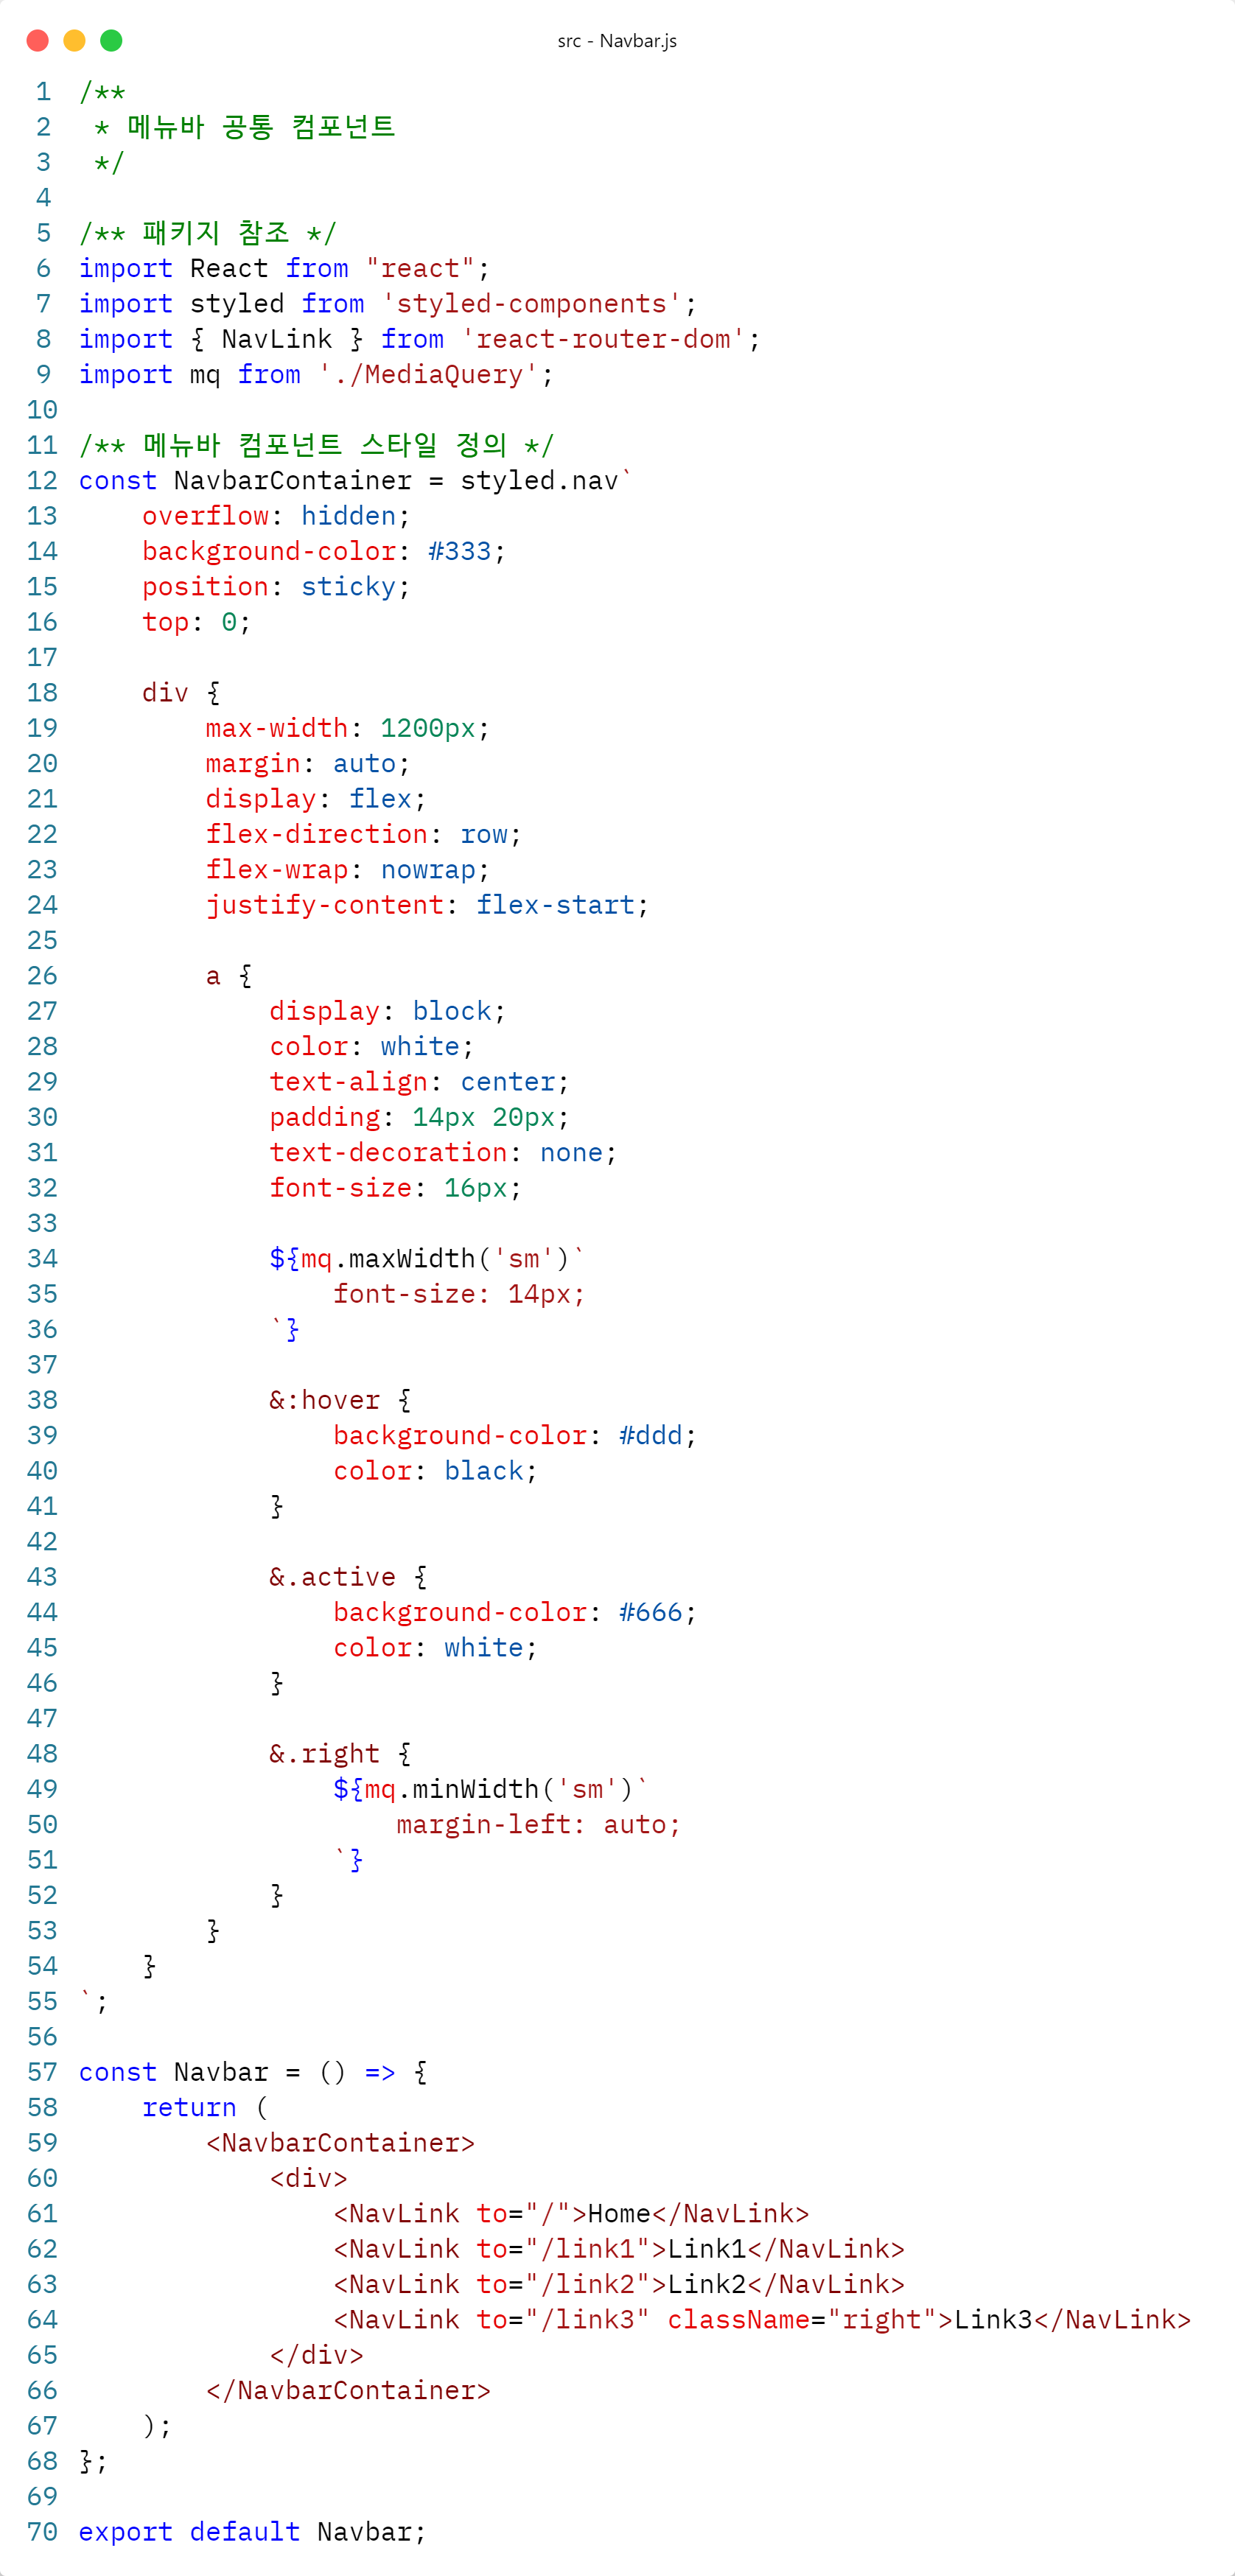 src - Navbar.js
1 /**
2  * 메뉴바 공통 컴포넌트
3  */
4
5 /** 패키지 참조 */
6 import React from "react";
7 import styled from 'styled-components';
8 import { NavLink } from 'react-router-dom';
9 import mq from './MediaQuery';
10
11 /** 메뉴바 컴포넌트 스타일 정의 */
12 const NavbarContainer = styled.nav`
13     overflow: hidden;
14     background-color: #333;
15     position: sticky;
16     top: 0;
17
18     div {
19         max-width: 1200px;
20         margin: auto;
21         display: flex;
22         flex-direction: row;
23         flex-wrap: nowrap;
24         justify-content: flex-start;
25
26         a {
27             display: block;
28             color: white;
29             text-align: center;
30             padding: 14px 20px;
31             text-decoration: none;
32             font-size: 16px;
33
34             ${mq.maxWidth('sm')`
35                 font-size: 14px;
36             `}
37
38             &:hover {
39                 background-color: #ddd;
40                 color: black;
41             }
42
43             &.active {
44                 background-color: #666;
45                 color: white;
46             }
47
48             &.right {
49                 ${mq.minWidth('sm')`
50                     margin-left: auto;
51                 `}
52             }
53         }
54     }
55 `;
56
57 const Navbar = () => {
58     return (
59         <NavbarContainer>
60             <div>
61                 <NavLink to="/">Home</NavLink>
62                 <NavLink to="/link1">Link1</NavLink>
63                 <NavLink to="/link2">Link2</NavLink>
64                 <NavLink to="/link3" className="right">Link3</NavLink>
65             </div>
66         </NavbarContainer>
67     );
68 };
69
70 export default Navbar;